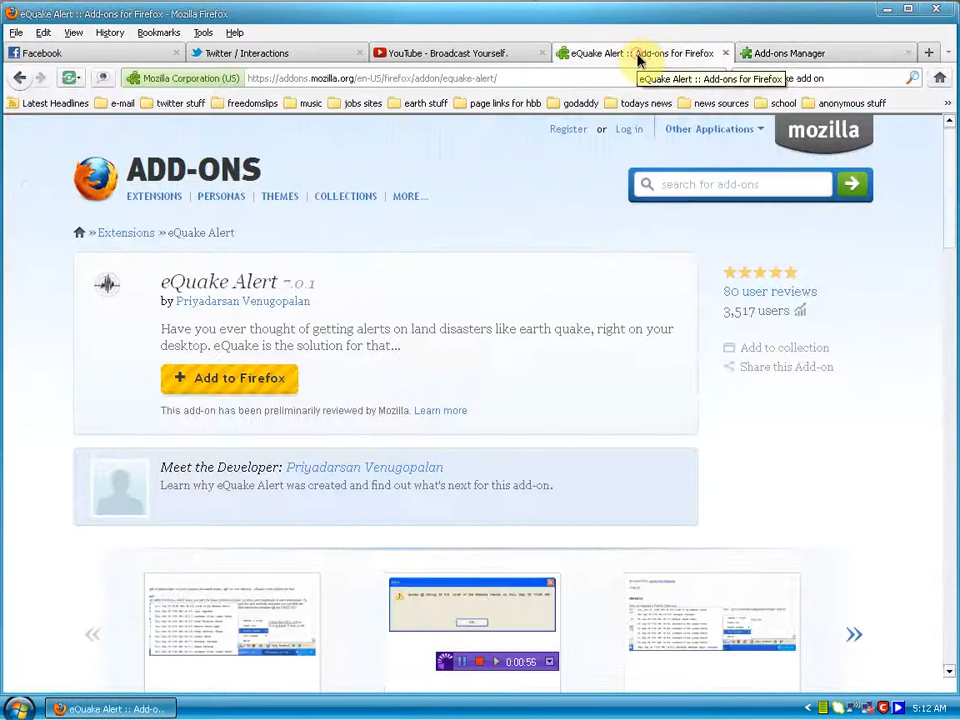 eQuake Alert :: Add-ons for Firefox - Mozilla Firefox
File Edit View History Bookmarks Tools Help
Facebook × Twitter / Interactions × YouTube - Broadcast Yourself. × eQuake Alert :: Add-ons for Firefox × Add-ons Manager ×
Mozilla Corporation (US) https://addons.mozilla.org/en-US/firefox/addon/equake-alert/ ke add on
eQuake Alert :: Add-ons for Firefox
Latest Headlines e-mail twitter stuff freedomslips music jobs sites earth stuff page links for hbb godaddy todays news news sources school anonymous stuff
Register or Log in Other Applications mozilla
ADD-ONS
EXTENSIONS | PERSONAS | THEMES | COLLECTIONS | MORE...
search for add-ons
» Extensions » eQuake Alert
eQuake Alert 7.0.1
by Priyadarsan Venugopalan
Have you ever thought of getting alerts on land disasters like earth quake, right on your
desktop. eQuake is the solution for that...
+ Add to Firefox
This add-on has been preliminarily reviewed by Mozilla. Learn more
80 user reviews
3,517 users
Add to collection
Share this Add-on
Meet the Developer: Priyadarsan Venugopalan
Learn why eQuake Alert was created and find out what's next for this add-on.
« »
0:00:55
eQuake Alert :: Add-o... 5:12 AM